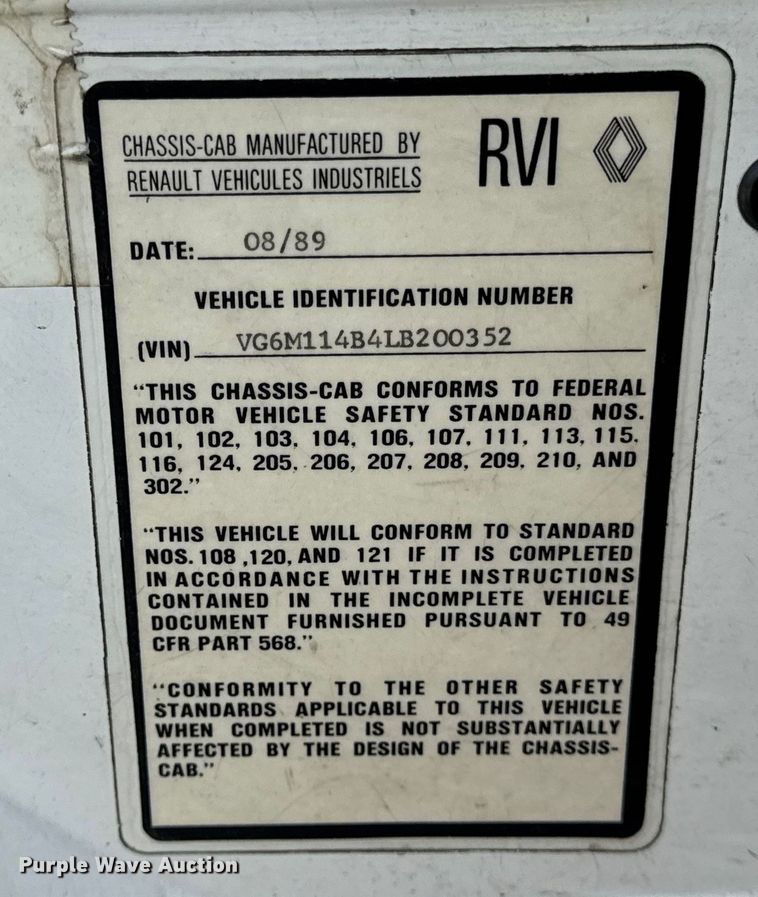 CHASSIS-CAB MANUFACTURED BY
RENAULT VEHICULES INDUSTRIELS
RVI
DATE: 08/89
VEHICLE IDENTIFICATION NUMBER
(VIN) VG6M114B4LB200352
"THIS CHASSIS-CAB CONFORMS TO FEDERAL
MOTOR VEHICLE SAFETY STANDARD NOS.
101, 102, 103, 104, 106, 107, 111, 113, 115.
116, 124, 205, 206, 207, 208, 209, 210, AND
302."
"THIS VEHICLE WILL CONFORM TO STANDARD
NOS. 108 ,120, AND 121 IF IT IS COMPLETED
IN ACCORDANCE WITH THE INSTRUCTIONS
CONTAINED IN THE INCOMPLETE VEHICLE
DOCUMENT FURNISHED PURSUANT TO 49
CFR PART 568."
"CONFORMITY TO THE OTHER SAFETY
STANDARDS APPLICABLE TO THIS VEHICLE
WHEN COMPLETED IS NOT SUBSTANTIALLY
AFFECTED BY THE DESIGN OF THE CHASSIS-
CAB."
Purple Wave Auction